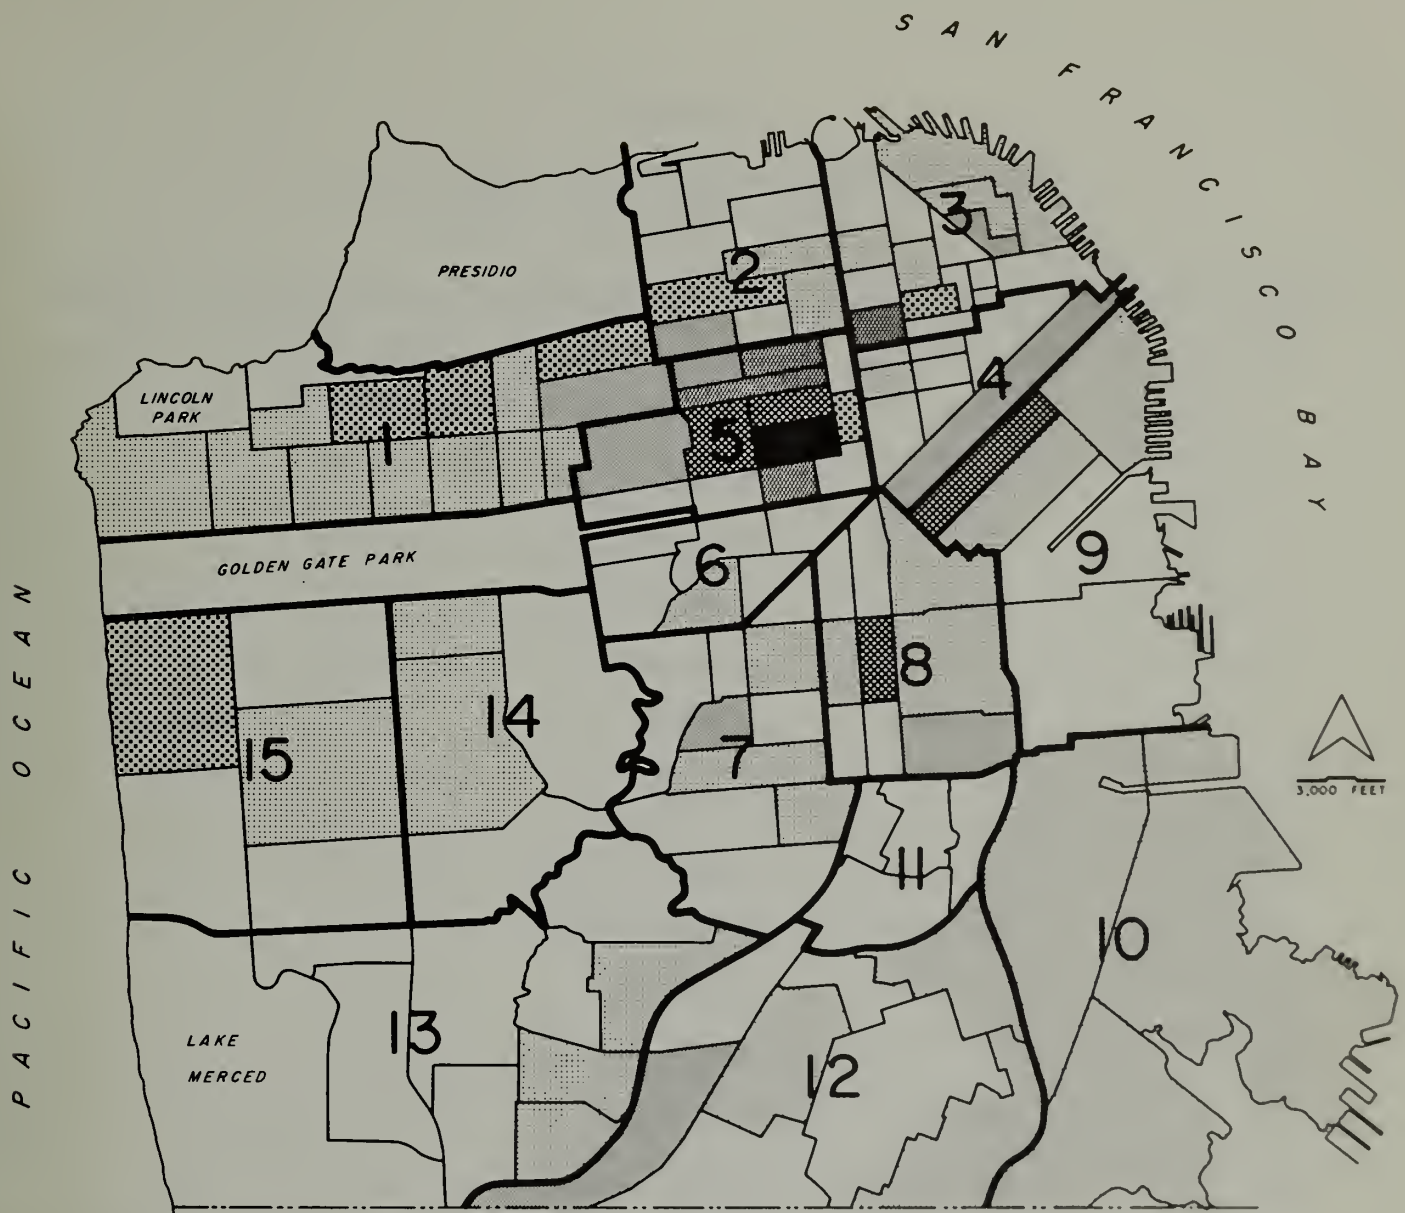 SAN FRANCISCO BAY
PRESIDIO
3
2
LINCOLN
PARK
1
4
5
GOLDEN GATE PARK
6
9
8
PACIFIC OCEAN
14
15
7
3,000 FEET
11
10
LAKE
MERCED
13
12